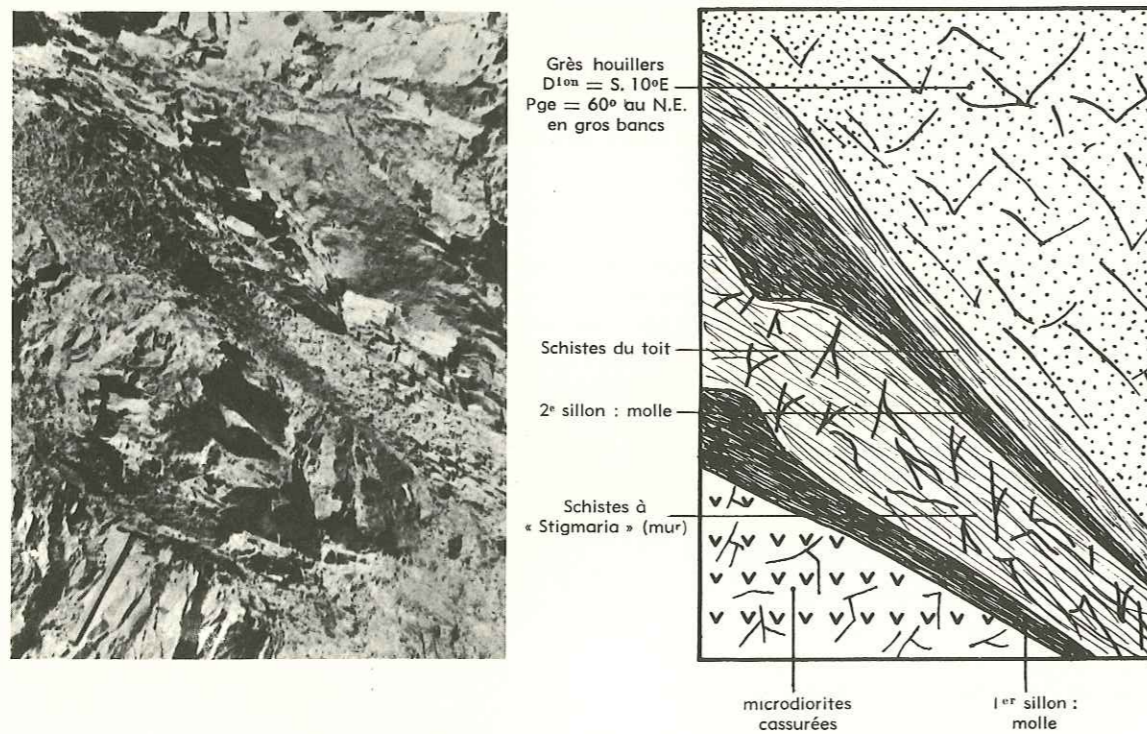 Grès houillers
Dion = S. 10°E
Pge = 60° au N.E.
en gros bancs
Schistes du toit
2e sillon : molle
Schistes à
« Stigmaria » (mur)
microdiorites
cassurées
1er sillon :
molle